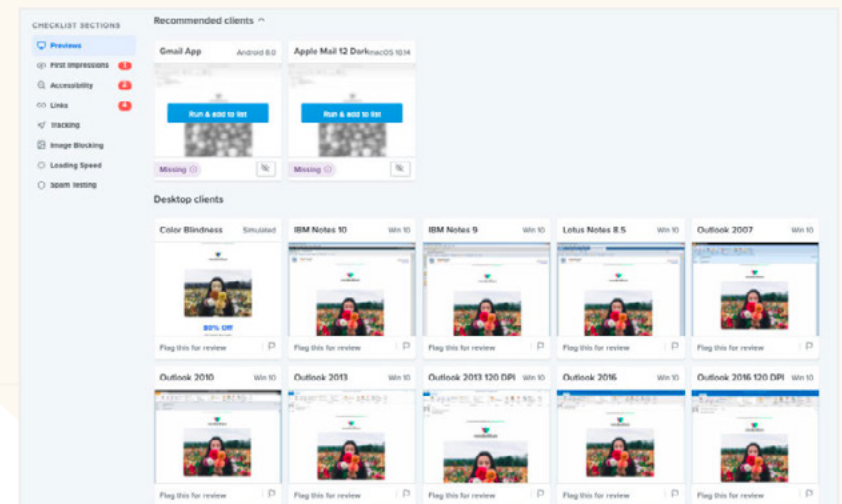 CHECKLIST SECTIONS
Previews
First Impressions 1
Accessibility
Links 4
Tracking
Image Blocking
Loading Speed
Spam Testing
Recommended clients
Gmail App Android 8.0
Apple Mail 12 Dark macOS 10.14
Run & add to list
Run & add to list
Missing
Missing
Desktop clients
Color Blindness Simulated
IBM Notes 10 Win 10
IBM Notes 9 Win 10
Lotus Notes 8.5 Win 10
Outlook 2007 Win 10
80% Off
Flag this for review
Flag this for review
Flag this for review
Flag this for review
Flag this for review
Outlook 2010 Win 10
Outlook 2013 Win 10
Outlook 2013 120 DPI Win 10
Outlook 2016 Win 10
Outlook 2016 120 DPI Win 10
Flag this for review
Flag this for review
Flag this for review
Flag this for review
Flag this for review